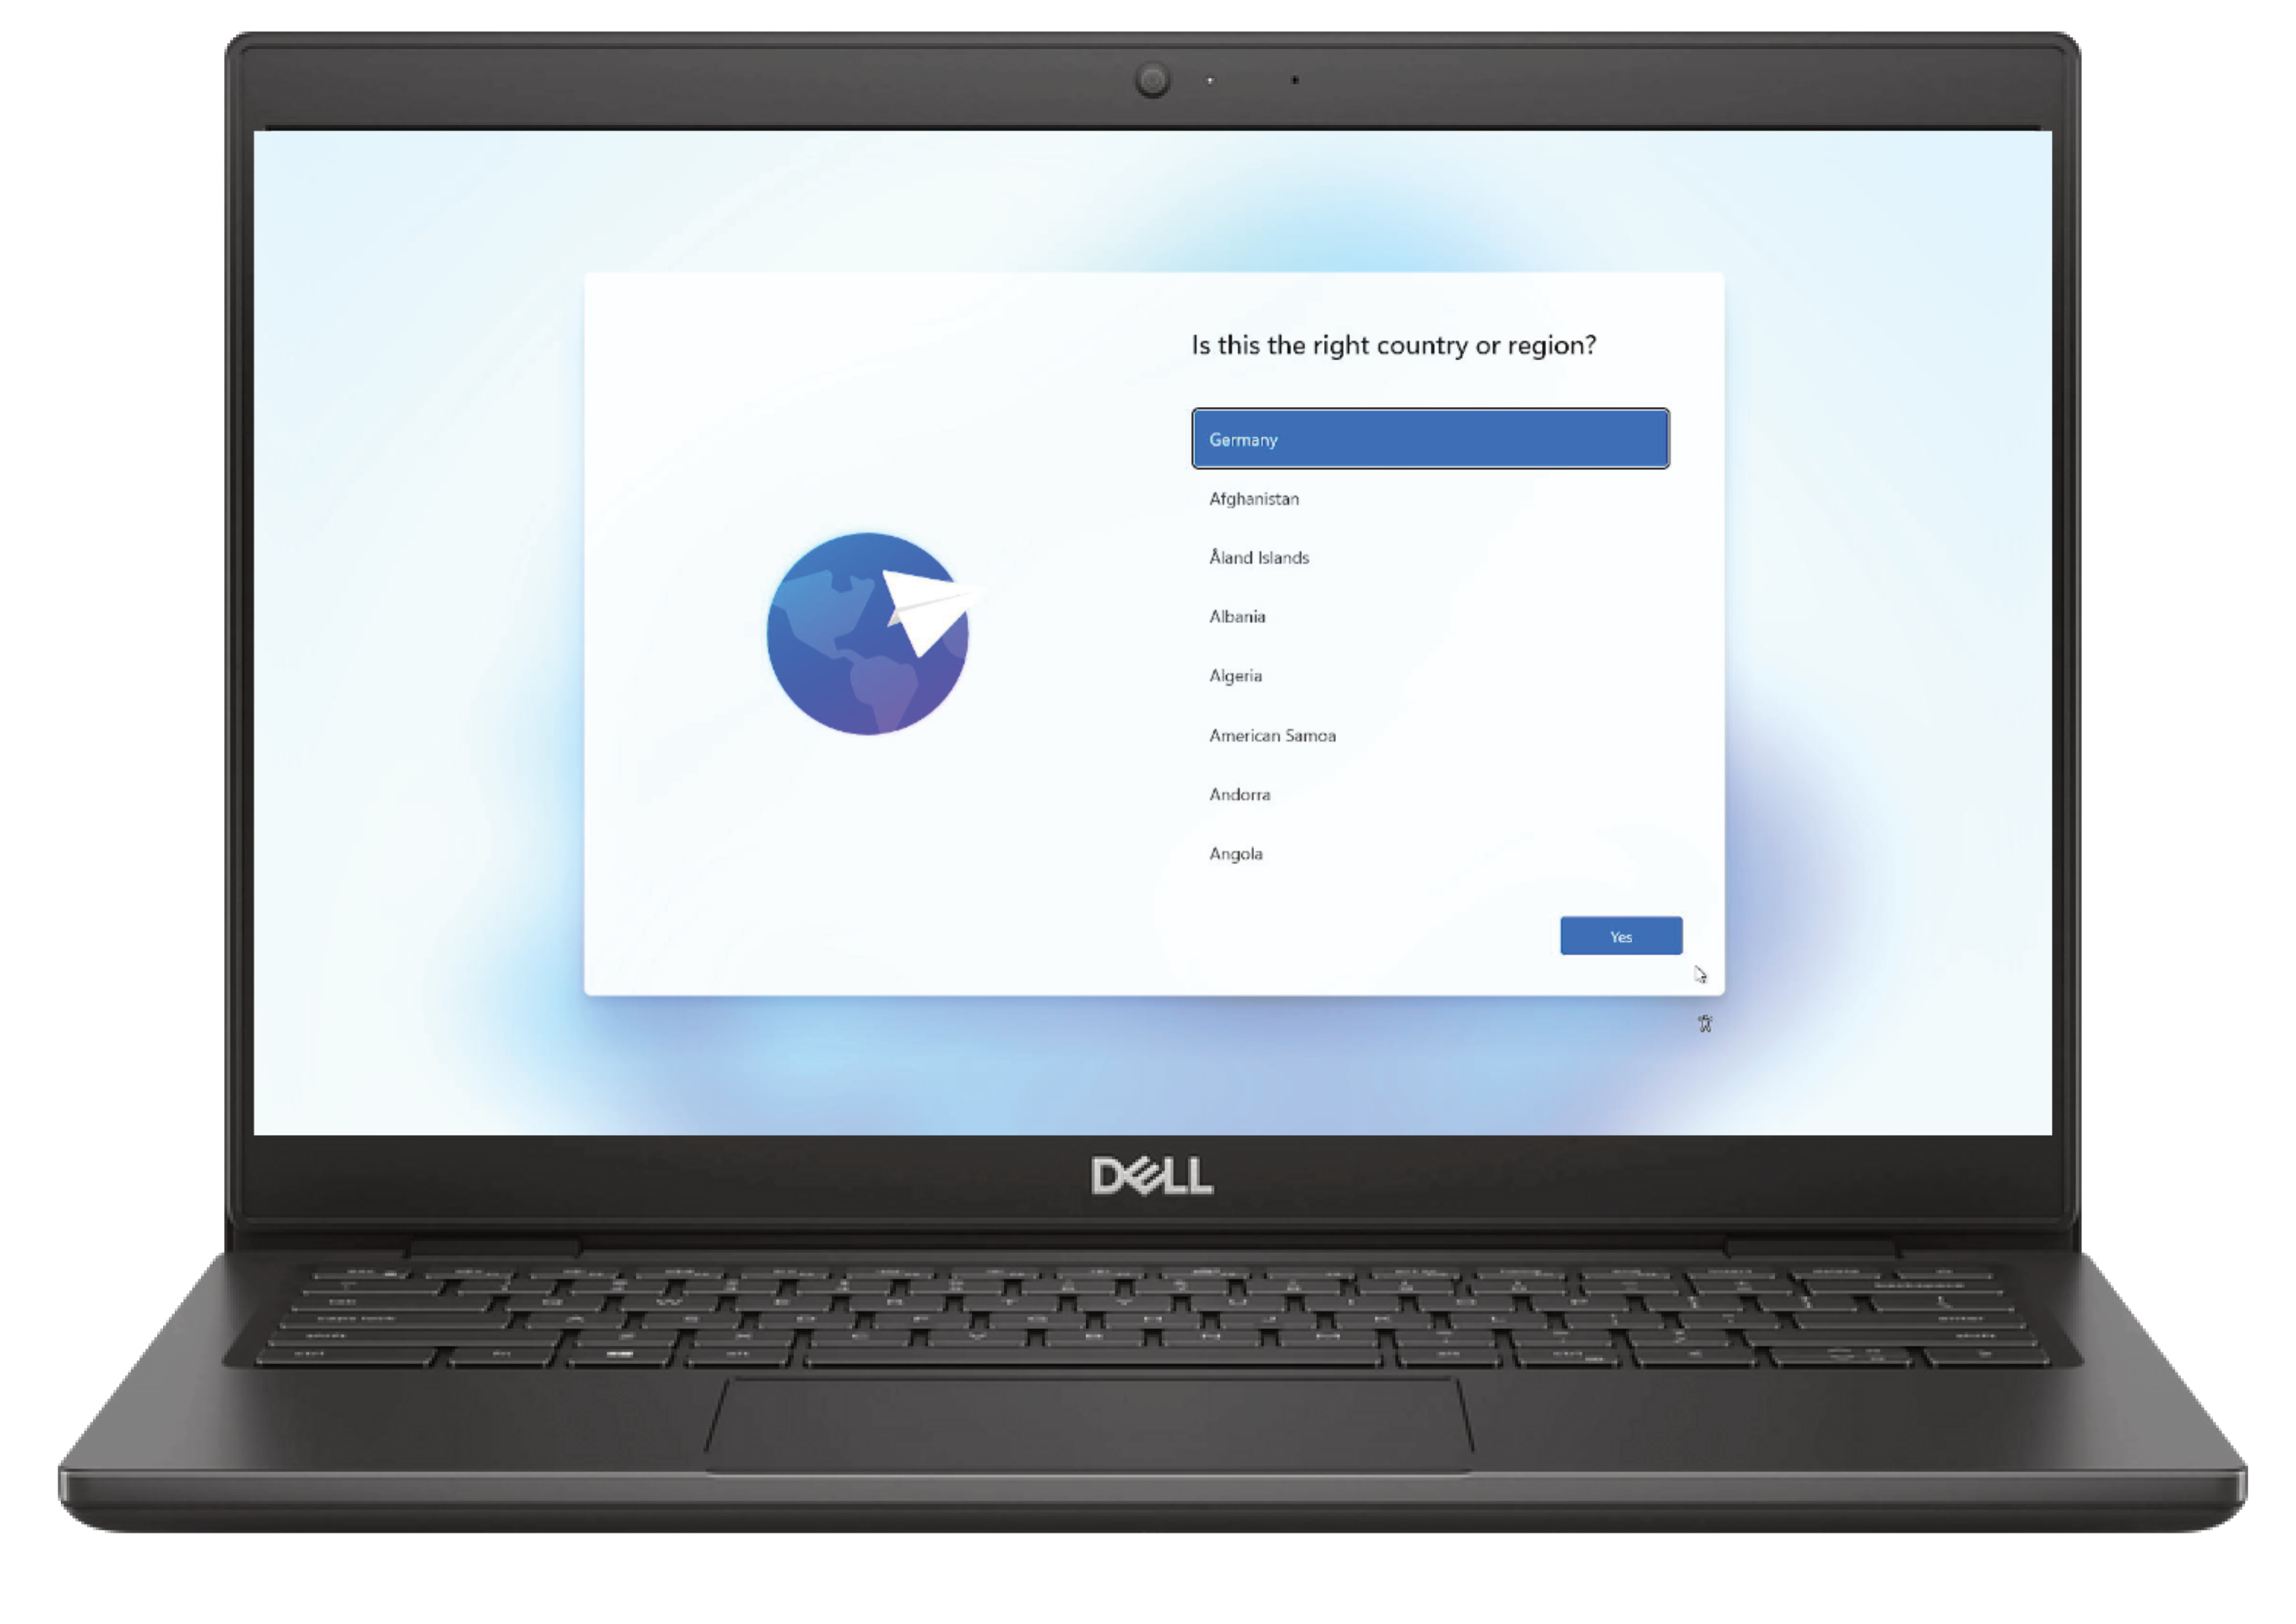 Is this the right country or region?
Germany
Afghanistan
Åland Islands
Albania
Algeria
American Samoa
Andorra
Angola
Yes
DELL